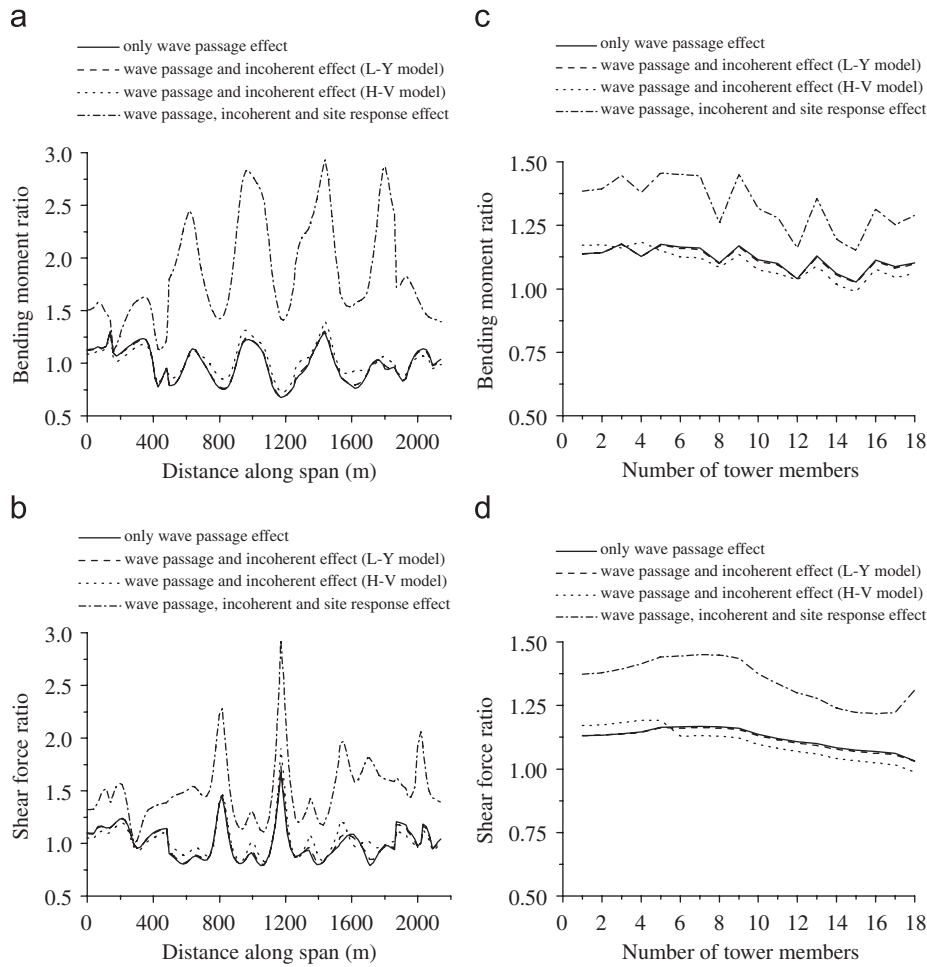 a
only wave passage effect
wave passage and incoherent effect (L-Y model)
wave passage and incoherent effect (H-V model)
wave passage, incoherent and site response effect
3.0
2.5
2.0
1.5
1.0
0.5
Bending moment ratio
0 400 800 1200 1600 2000
Distance along span (m)
b
only wave passage effect
wave passage and incoherent effect (L-Y model)
wave passage and incoherent effect (H-V model)
wave passage, incoherent and site response effect
3.0
2.5
2.0
1.5
1.0
0.5
Shear force ratio
0 400 800 1200 1600 2000
Distance along span (m)
c
only wave passage effect
wave passage and incoherent effect (L-Y model)
wave passage and incoherent effect (H-V model)
wave passage, incoherent and site response effect
1.50
1.25
1.00
0.75
0.50
Bending moment ratio
0 2 4 6 8 10 12 14 16 18
Number of tower members
d
only wave passage effect
wave passage and incoherent effect (L-Y model)
wave passage and incoherent effect (H-V model)
wave passage, incoherent and site response effect
1.50
1.25
1.00
0.75
0.50
Shear force ratio
0 2 4 6 8 10 12 14 16 18
Number of tower members